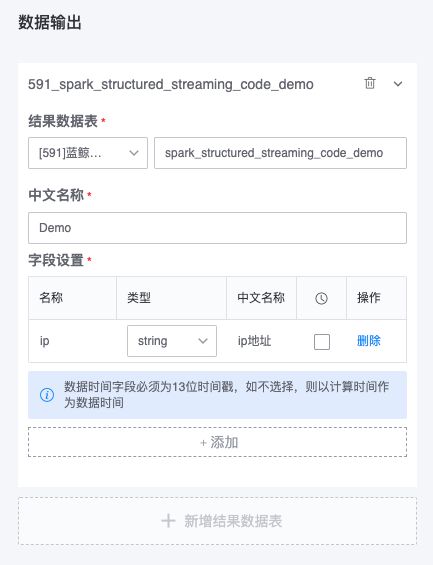 数据输出
591_spark_structured_streaming_code_demo
结果数据表 *
[591]蓝鲸... spark_structured_streaming_code_demo
中文名称 *
Demo
字段设置 *
名称 类型 中文名称 操作
ip string ip地址 删除
数据时间字段必须为13位时间戳，如不选择，则以计算时间作
为数据时间
+ 添加
+ 新增结果数据表